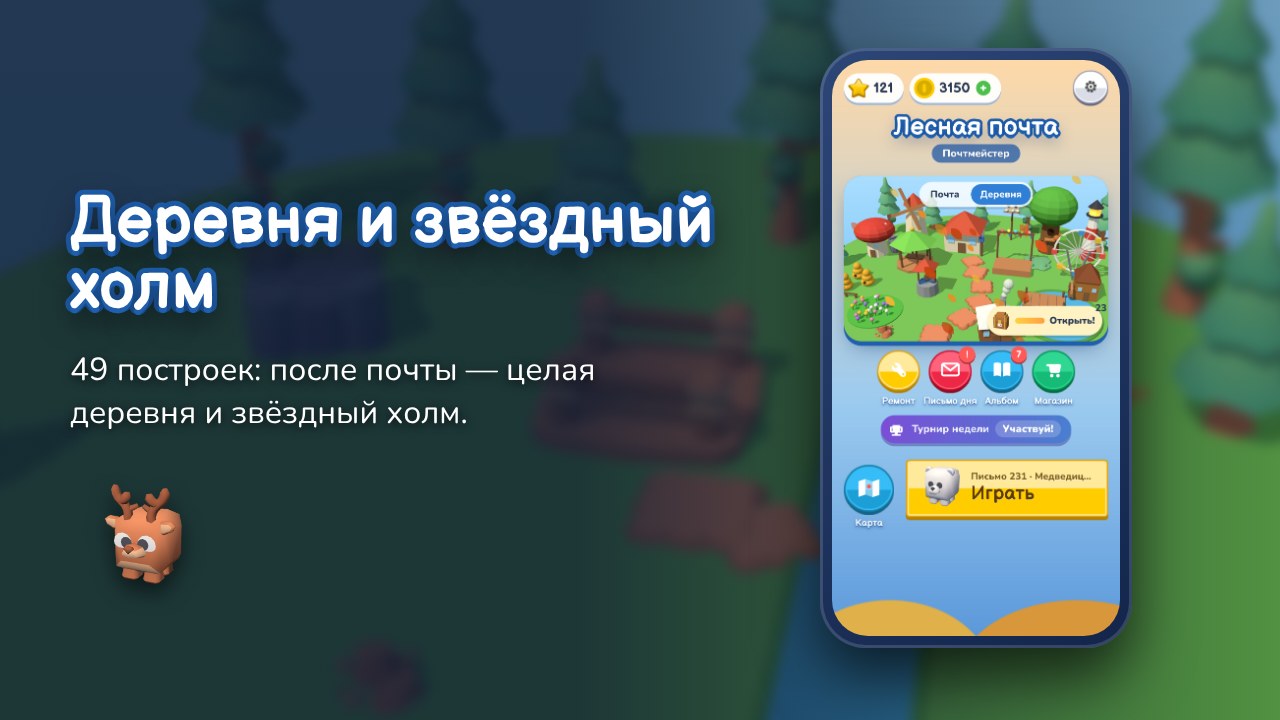 Деревня и звёздный
холм
49 построек: после почты — целая
деревня и звёздный холм.
121
3150
Лесная почта
Почтмейстер
Почта
Деревня
23
Открыть!
!
7
Ремонт
Письмо дня
Альбом
Магазин
Турнир недели
Участвуй!
Письмо 231 · Медведиц...
Играть
Карта